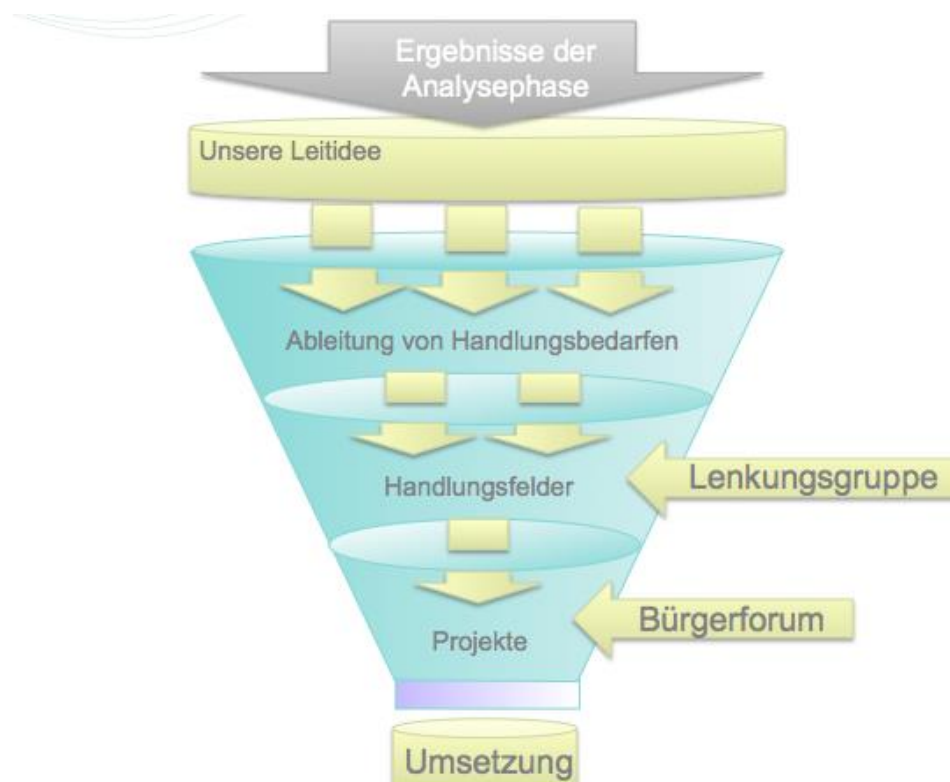 Ergebnisse der
Analysephase
Unsere Leitidee
Ableitung von Handlungsbedarfen
Handlungsfelder
Lenkungsgruppe
Projekte
Bürgerforum
Umsetzung